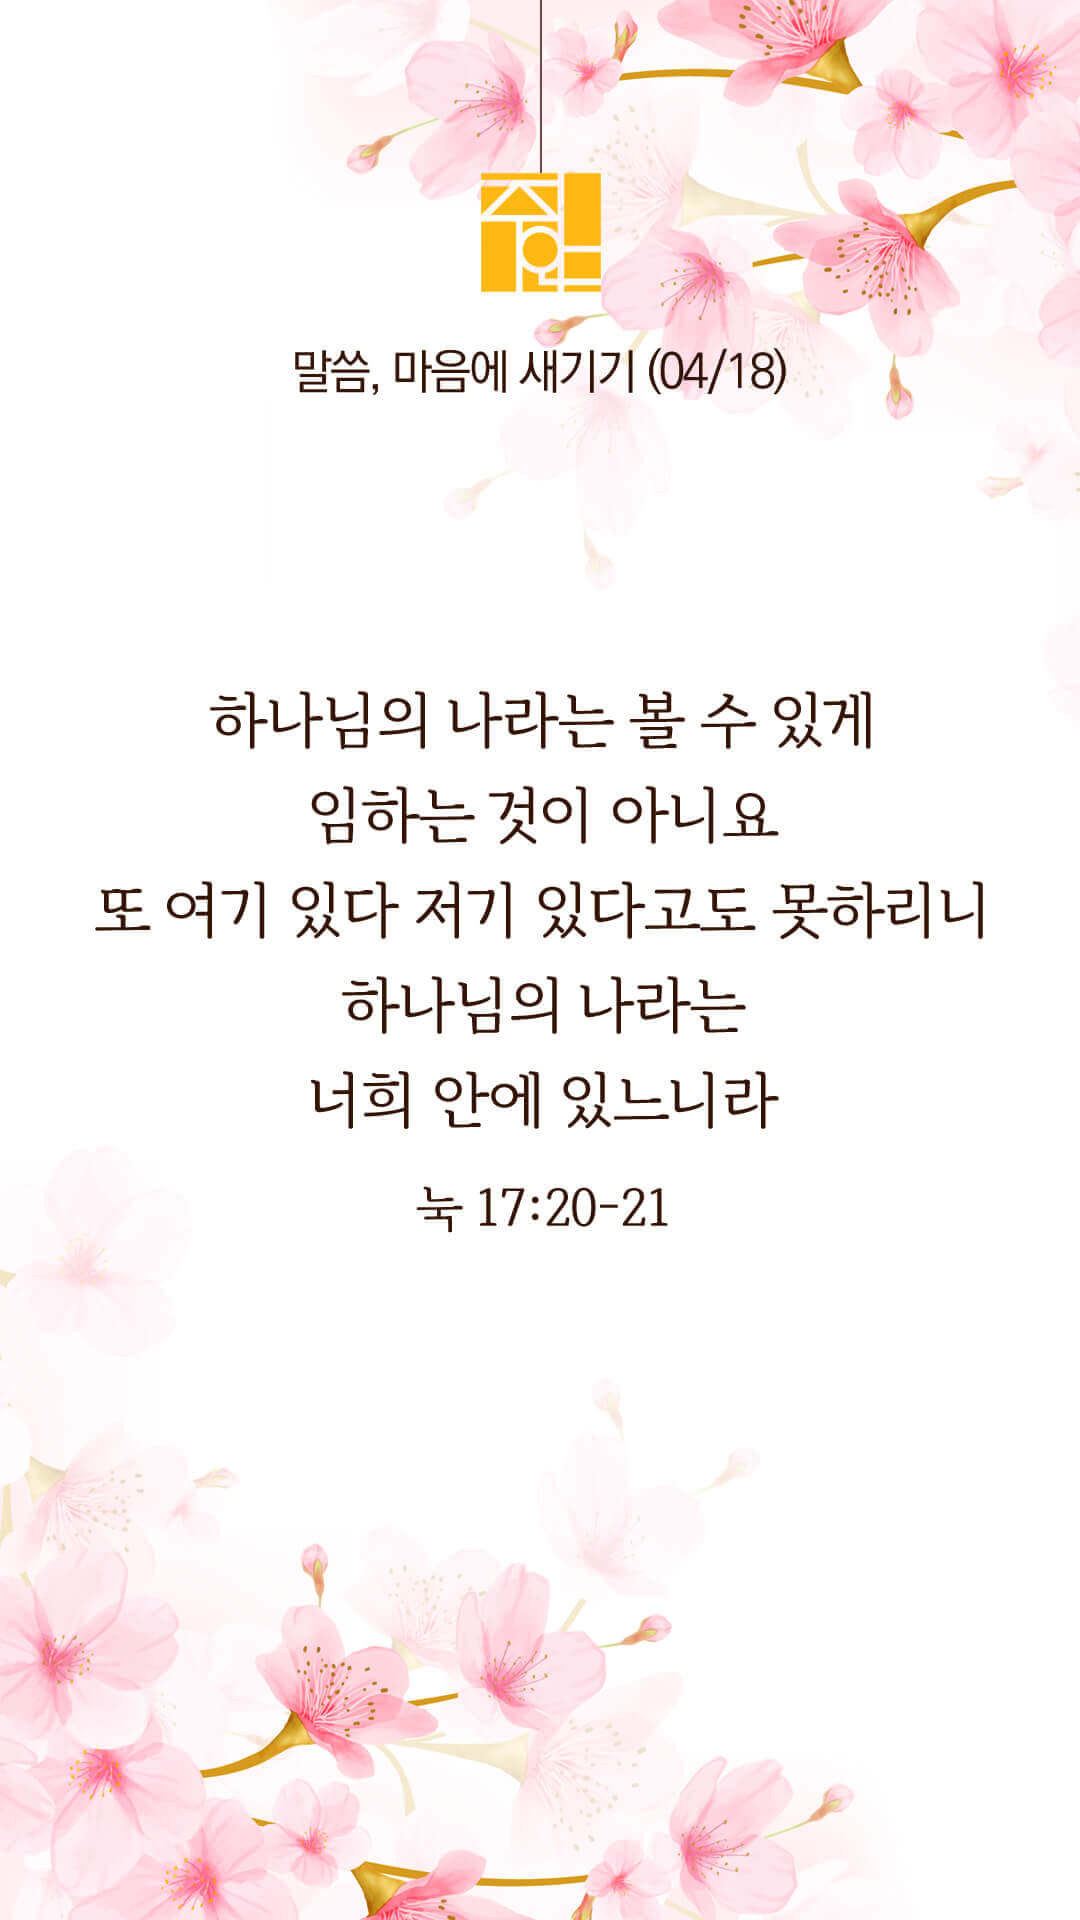 말씀, 마음에 새기기 (04/18)
하나님의 나라는 볼 수 있게
임하는 것이 아니요
또 여기 있다 저기 있다고도 못하리니
하나님의 나라는
너희 안에 있느니라
눅 17:20-21